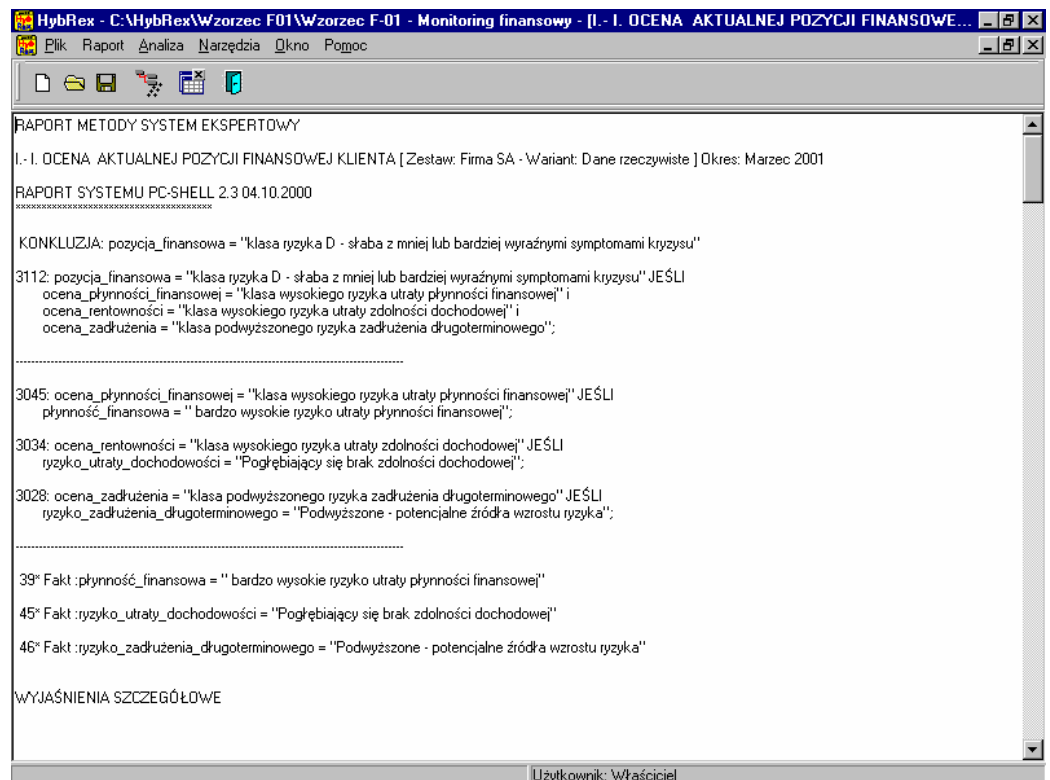 HybRex - C:\HybRex\Wzorzec F01\Wzorzec F-01 - Monitoring finansowy - [I.- I. OCENA AKTUALNEJ POZYCJI FINANSOWE...
Plik Raport Analiza Narzędzia Okno Pomoc
RAPORT METODY SYSTEM EKSPERTOWY
I.- I. OCENA AKTUALNEJ POZYCJI FINANSOWEJ KLIENTA [ Zestaw: Firma SA - Wariant: Dane rzeczywiste ] Okres: Marzec 2001
RAPORT SYSTEMU PC-SHELL 2.3 04.10.2000
****************************************
KONKLUZJA: pozycja_finansowa = "klasa ryzyka D - słaba z mniej lub bardziej wyraźnymi symptomami kryzysu"
3112: pozycja_finansowa = "klasa ryzyka D - słaba z mniej lub bardziej wyraźnymi symptomami kryzysu" JEŚLI
ocena_płynności_finansowej = "klasa wysokiego ryzyka utraty płynności finansowej" i
ocena_rentowności = "klasa wysokiego ryzyka utraty zdolności dochodowej" i
ocena_zadłużenia = "klasa podwyższonego ryzyka zadłużenia długoterminowego";
----------------------------------------------------------------------------------------------------
3045: ocena_płynności_finansowej = "klasa wysokiego ryzyka utraty płynności finansowej" JEŚLI
płynność_finansowa = " bardzo wysokie ryzyko utraty płynności finansowej";
3034: ocena_rentowności = "klasa wysokiego ryzyka utraty zdolności dochodowej" JEŚLI
ryzyko_utraty_dochodowości = "Pogłębiający się brak zdolności dochodowej";
3028: ocena_zadłużenia = "klasa podwyższonego ryzyka zadłużenia długoterminowego" JEŚLI
ryzyko_zadłużenia_długoterminowego = "Podwyższone - potencjalne źródła wzrostu ryzyka";
----------------------------------------------------------------------------------------------------
39* Fakt :płynność_finansowa = " bardzo wysokie ryzyko utraty płynności finansowej"
45* Fakt :ryzyko_utraty_dochodowości = "Pogłębiający się brak zdolności dochodowej"
46* Fakt :ryzyko_zadłużenia_długoterminowego = "Podwyższone - potencjalne źródła wzrostu ryzyka"
WYJAŚNIENIA SZCZEGÓŁOWE
Użytkownik: Właściciel